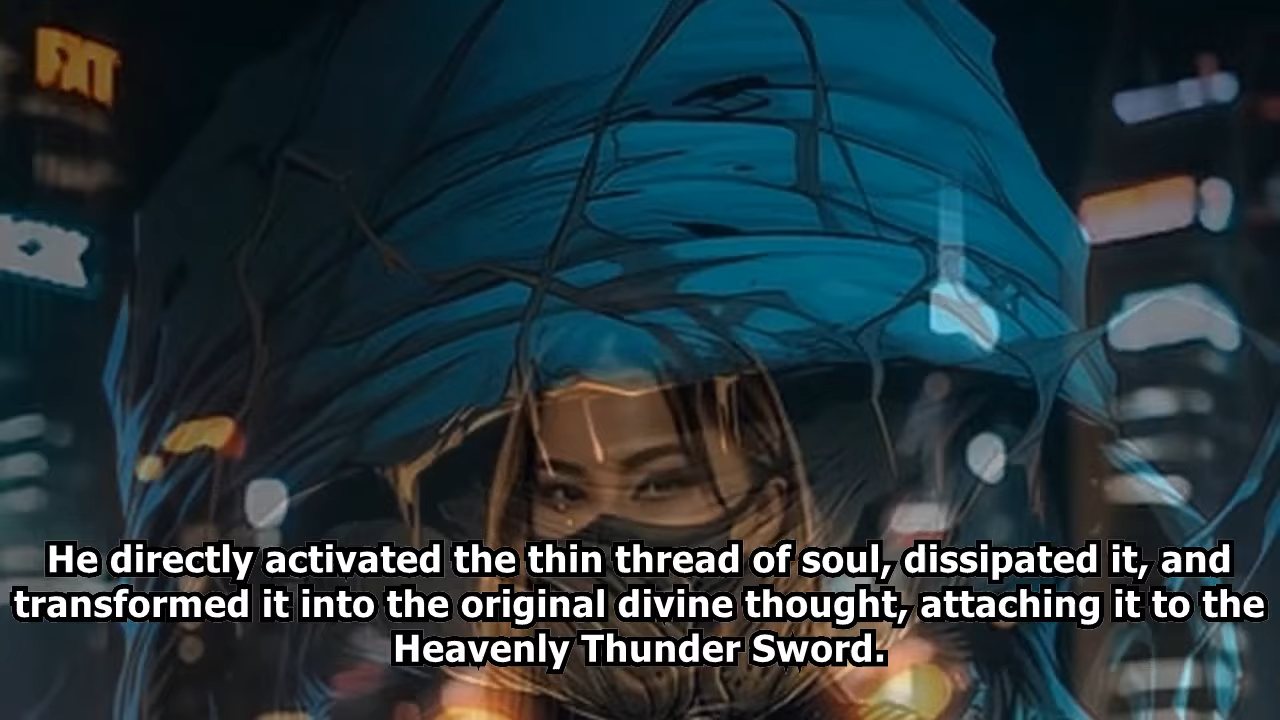 He directly activated the thin thread of soul, dissipated it, and
transformed it into the original divine thought, attaching it to the
Heavenly Thunder Sword.